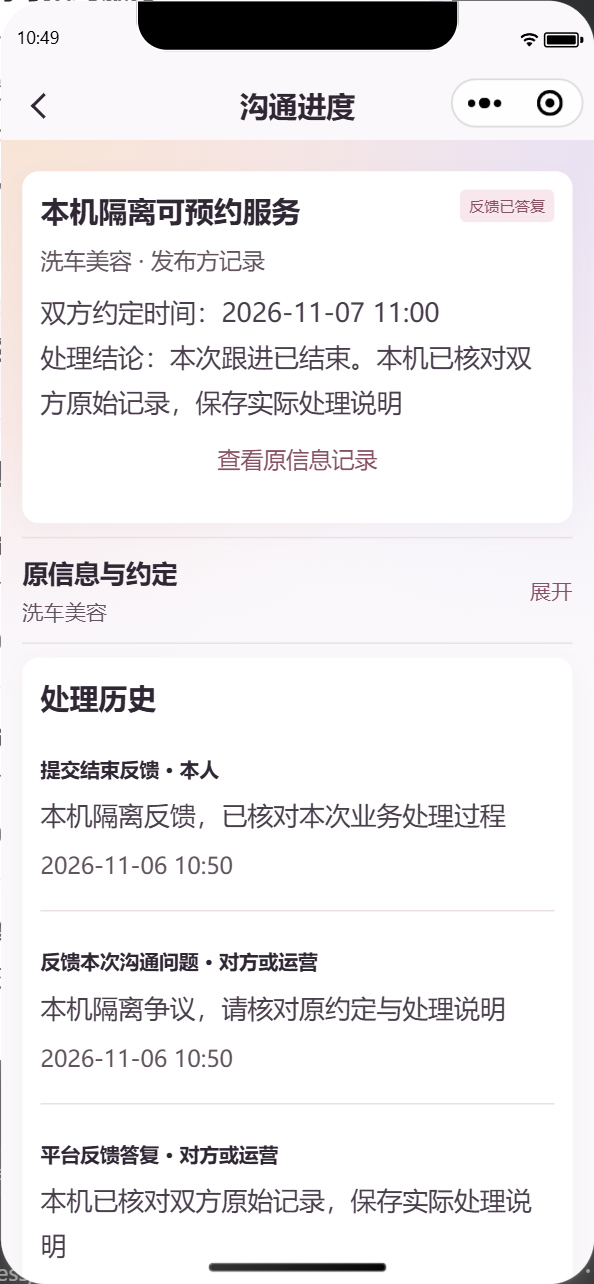 10:49
沟通进度
本机隔离可预约服务
反馈已答复
洗车美容 · 发布方记录
双方约定时间：2026-11-07 11:00
处理结论：本次跟进已结束。本机已核对双
方原始记录，保存实际处理说明
查看原信息记录
原信息与约定
展开
洗车美容
处理历史
提交结束反馈 • 本人
本机隔离反馈，已核对本次业务处理过程
2026-11-06 10:50
反馈本次沟通问题 • 对方或运营
本机隔离争议，请核对原约定与处理说明
2026-11-06 10:50
平台反馈答复 • 对方或运营
本机已核对双方原始记录，保存实际处理说
明